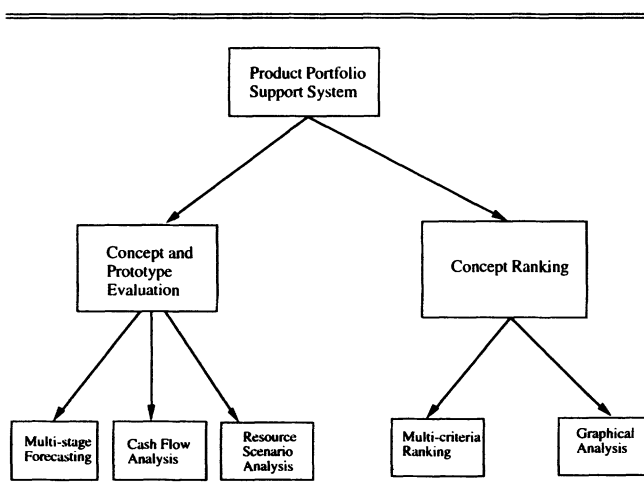 Product Portfolio
Support System
Concept and
Prototype
Evaluation
Concept Ranking
Multi-stage
Forecasting
Cash Flow
Analysis
Resource
Scenario
Analysis
Multi-criteria
Ranking
Graphical
Analysis